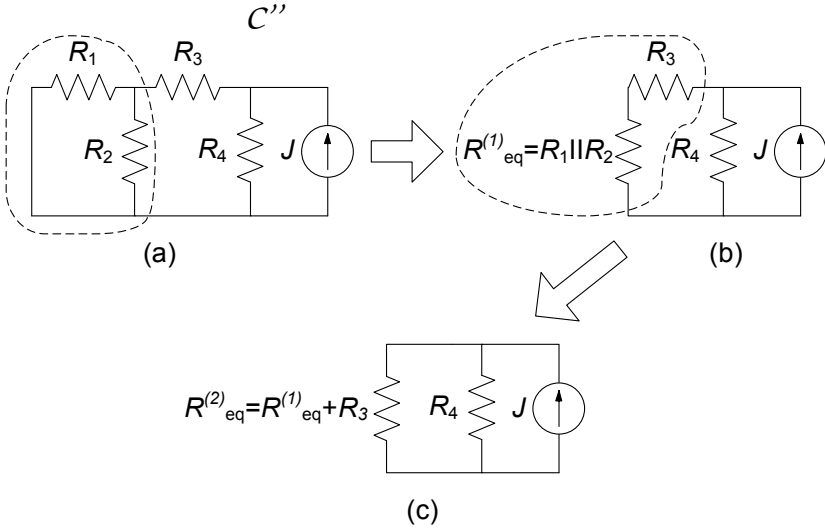 C''
R1 R3
R2 R4 J
(a)
R3
R(1)eq=R1IIR2 R4 J
(b)
R(2)eq=R(1)eq+R3 R4 J
(c)